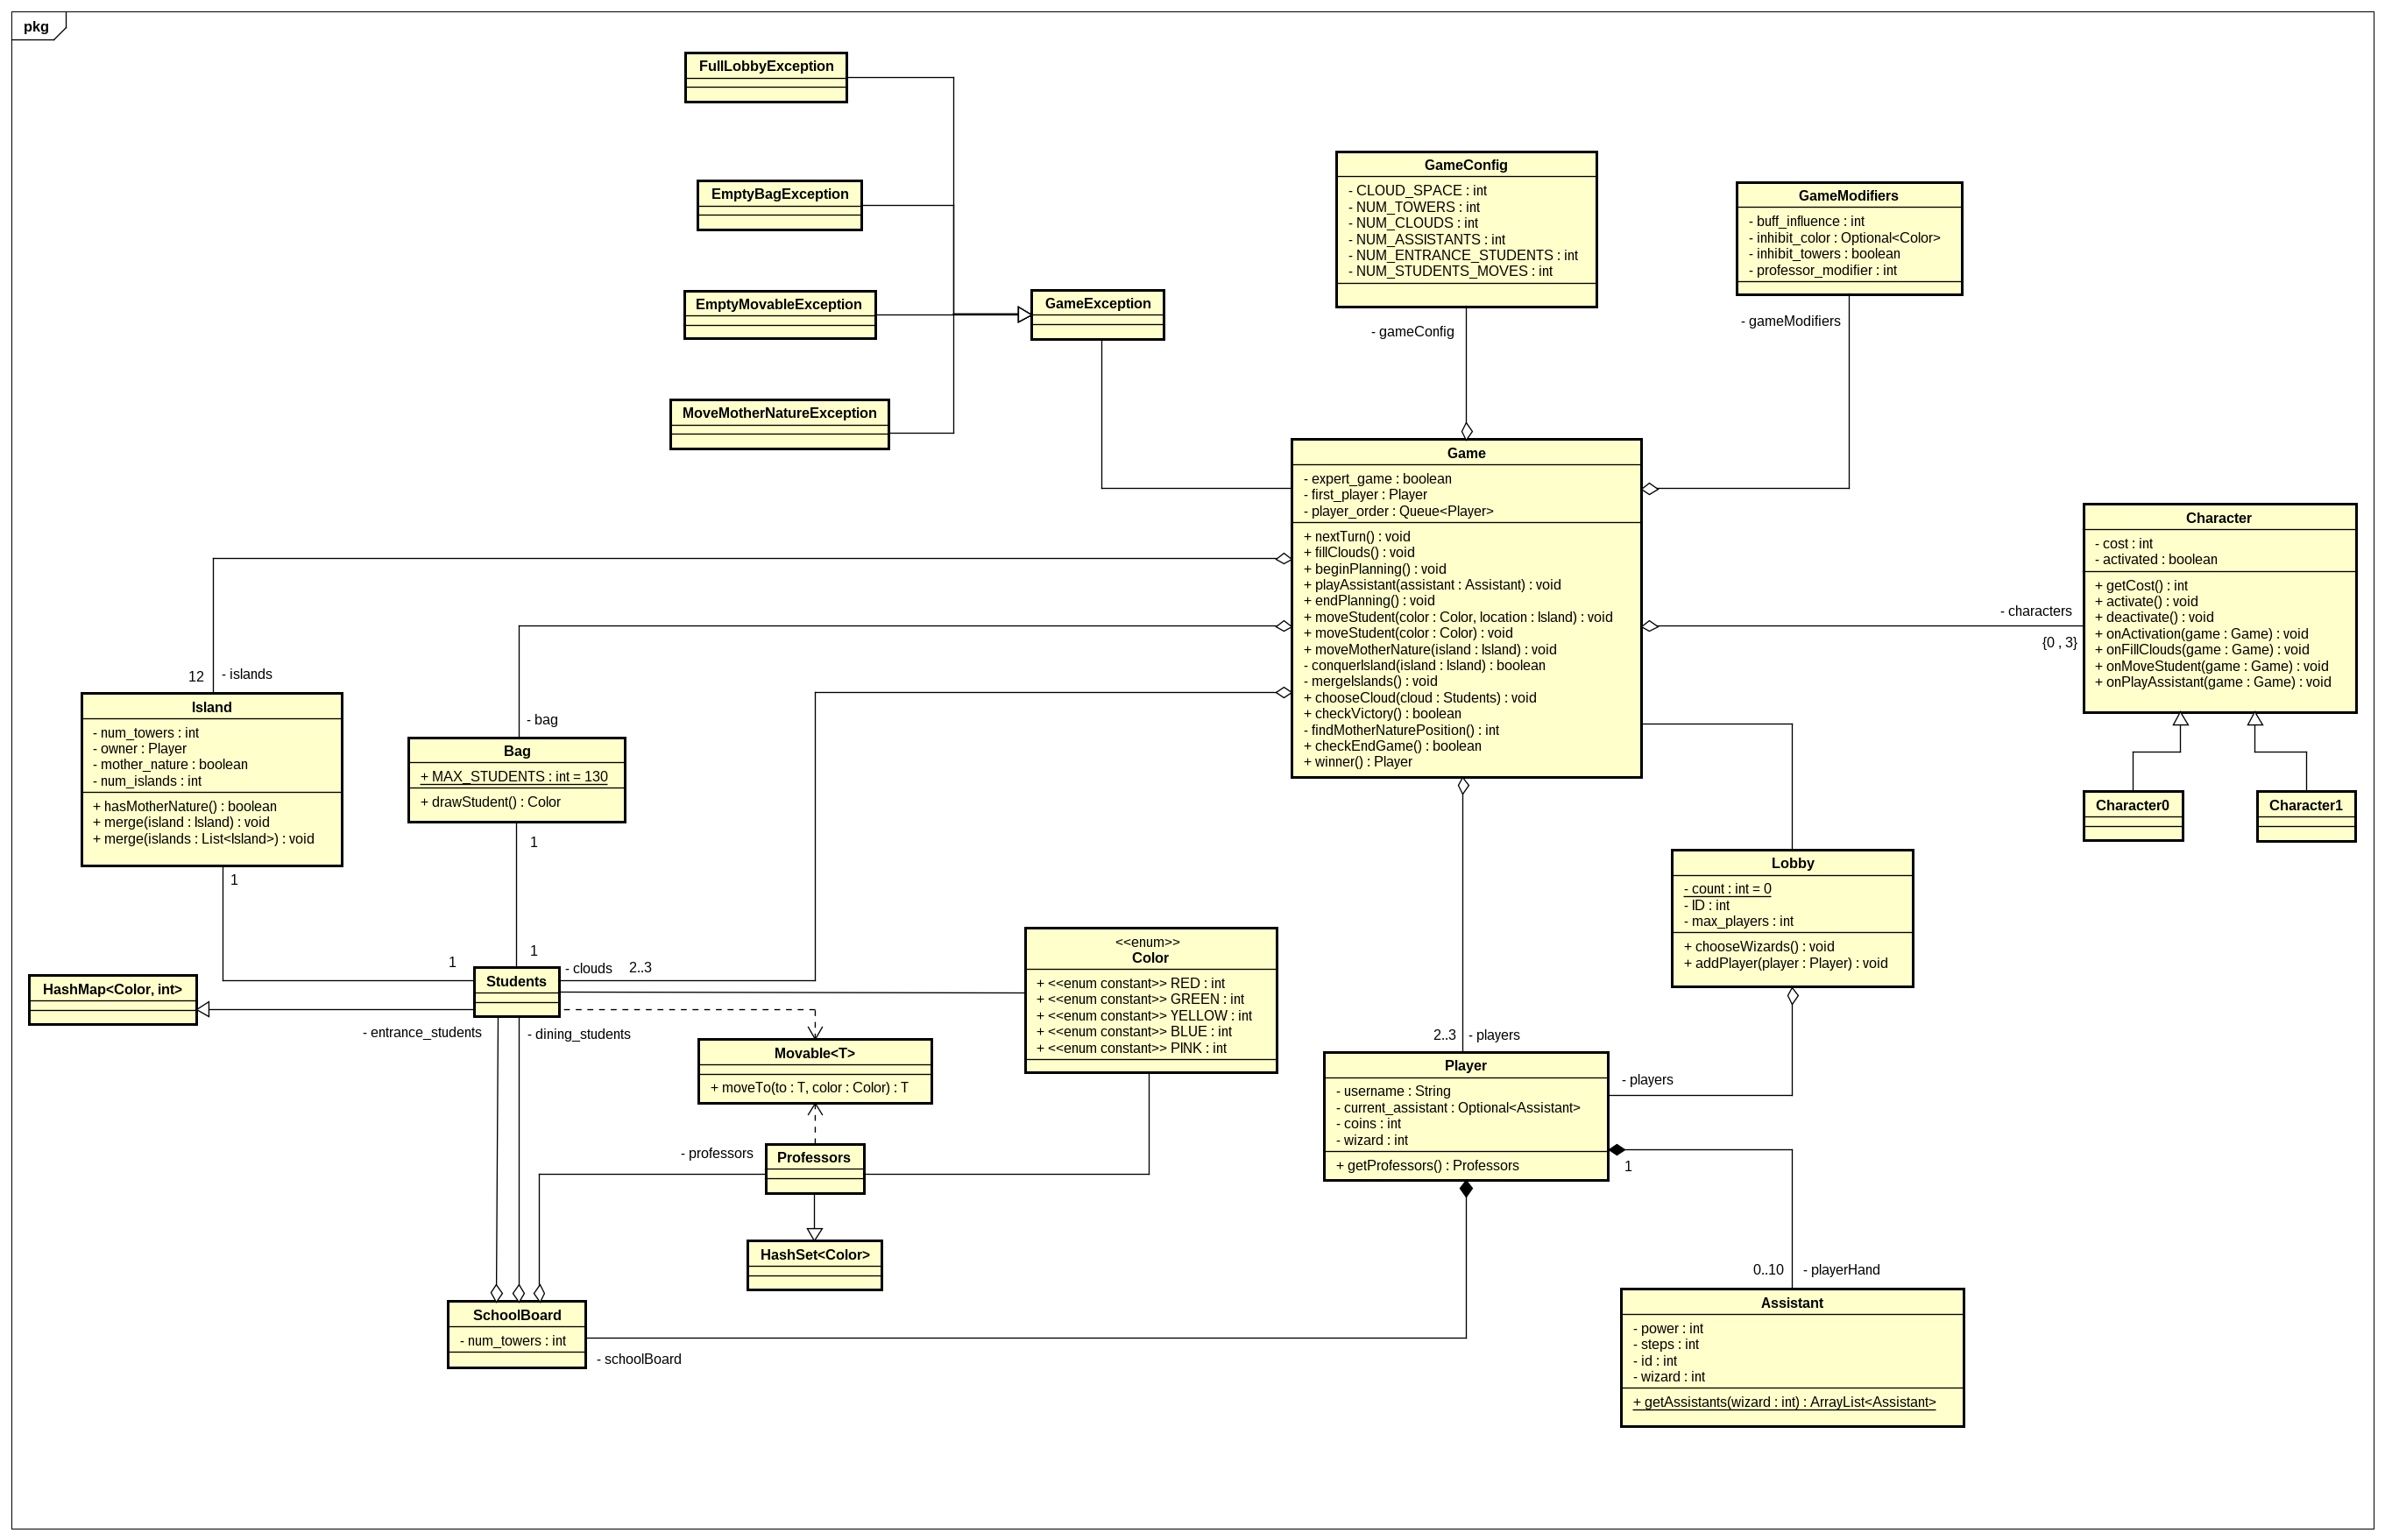 pkg
FullLobbyException
EmptyBagException
EmptyMovableException
MoveMotherNatureException
GameException
GameConfig
- CLOUD_SPACE : int
- NUM_TOWERS : int
- NUM_CLOUDS : int
- NUM_ASSISTANTS : int
- NUM_ENTRANCE_STUDENTS : int
- NUM_STUDENTS_MOVES : int
- gameConfig
GameModifiers
- buff_influence : int
- inhibit_color : Optional<Color>
- inhibit_towers : boolean
- professor_modifier : int
- gameModifiers
Game
- expert_game : boolean
- first_player : Player
- player_order : Queue<Player>
+ nextTurn() : void
+ fillClouds() : void
+ beginPlanning() : void
+ playAssistant(assistant : Assistant) : void
+ endPlanning() : void
+ moveStudent(color : Color, location : Island) : void
+ moveStudent(color : Color) : void
+ moveMotherNature(island : Island) : void
- conquerIsland(island : Island) : boolean
- mergeIslands() : void
+ chooseCloud(cloud : Students) : void
+ checkVictory() : boolean
- findMotherNaturePosition() : int
+ checkEndGame() : boolean
+ winner() : Player
- characters
{0 , 3}
Character
- cost : int
- activated : boolean
+ getCost() : int
+ activate() : void
+ deactivate() : void
+ onActivation(game : Game) : void
+ onFillClouds(game : Game) : void
+ onMoveStudent(game : Game) : void
+ onPlayAssistant(game : Game) : void
Character0
Character1
12
- islands
Island
- num_towers : int
- owner : Player
- mother_nature : boolean
- num_islands : int
+ hasMotherNature() : boolean
+ merge(island : Island) : void
+ merge(islands : List<Island>) : void
1
1
- bag
Bag
+ MAX_STUDENTS : int = 130
+ drawStudent() : Color
1
1
- clouds
2..3
Students
HashMap<Color, int>
- entrance_students
- dining_students
<<enum>>
Color
+ <<enum constant>> RED : int
+ <<enum constant>> GREEN : int
+ <<enum constant>> YELLOW : int
+ <<enum constant>> BLUE : int
+ <<enum constant>> PINK : int
Movable<T>
+ moveTo(to : T, color : Color) : T
- professors
Professors
HashSet<Color>
SchoolBoard
- num_towers : int
- schoolBoard
Lobby
- count : int = 0
- ID : int
- max_players : int
+ chooseWizards() : void
+ addPlayer(player : Player) : void
2..3
- players
- players
Player
- username : String
- current_assistant : Optional<Assistant>
- coins : int
- wizard : int
+ getProfessors() : Professors
1
0..10
- playerHand
Assistant
- power : int
- steps : int
- id : int
- wizard : int
+ getAssistants(wizard : int) : ArrayList<Assistant>